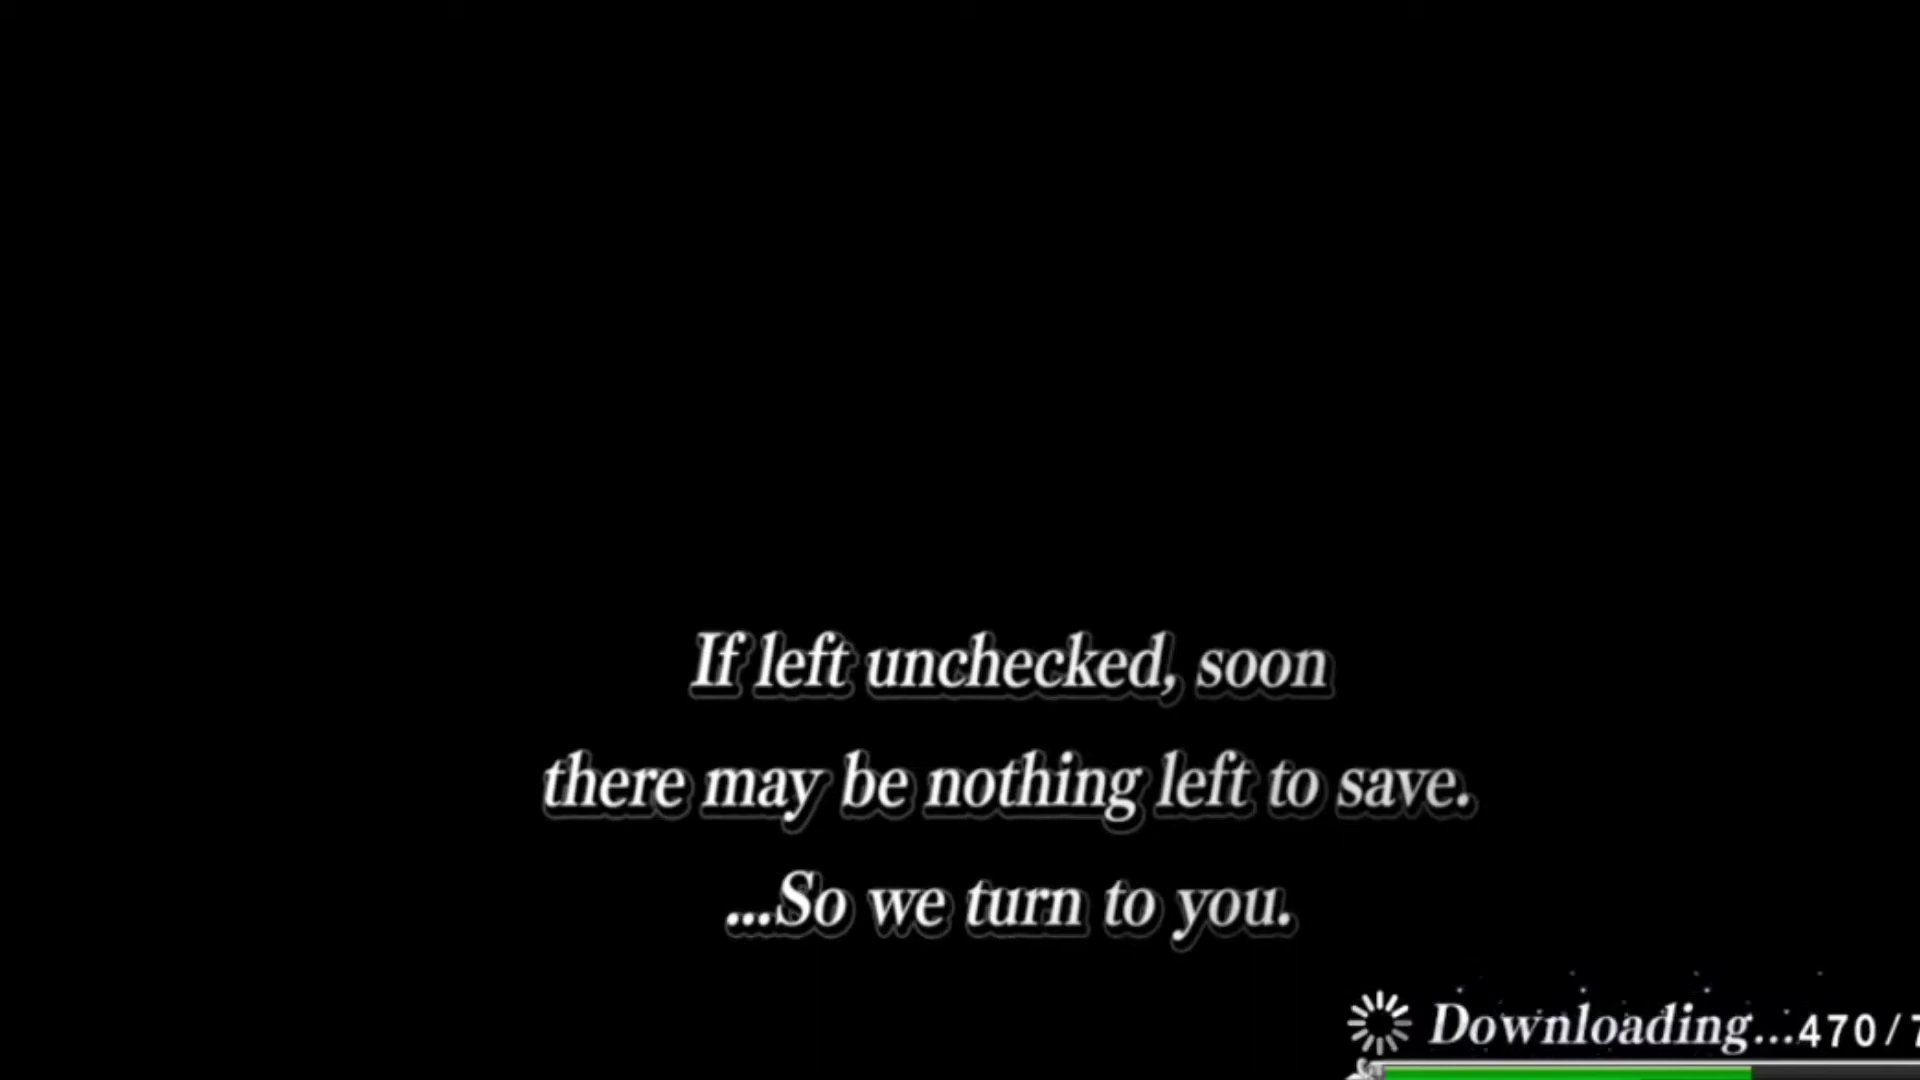 If left unchecked, soon
there may be nothing left to save.
...So we turn to you.
Downloading...470/